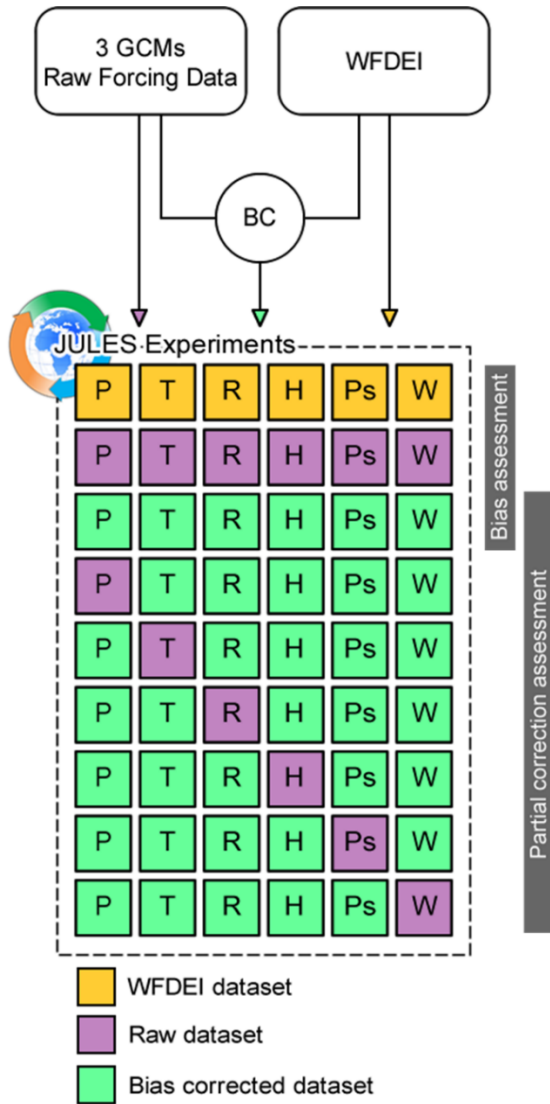 3 GCMs
Raw Forcing Data
WFDEI
BC
JULES Experiments
P T R H Ps W
P T R H Ps W
P T R H Ps W
P T R H Ps W
P T R H Ps W
P T R H Ps W
P T R H Ps W
P T R H Ps W
P T R H Ps W
Bias assessment
Partial correction assessment
WFDEI dataset
Raw dataset
Bias corrected dataset